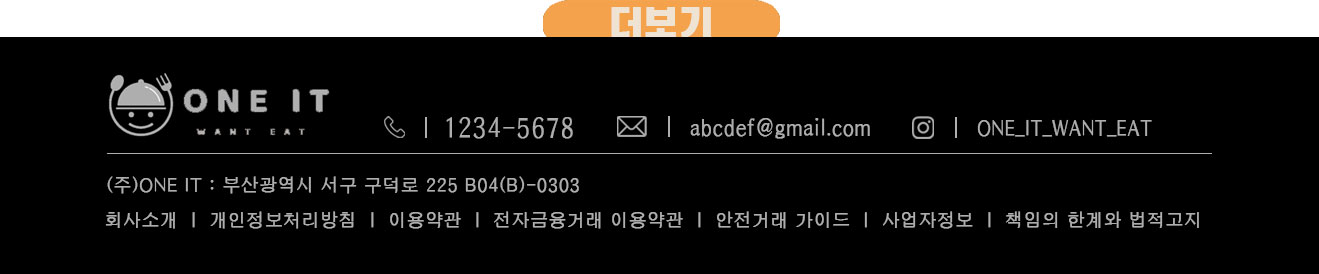 더보기
ONE IT
WANT EAT
1234-5678
abcdef@gmail.com
ONE_IT_WANT_EAT
(주)ONE IT : 부산광역시 서구 구덕로 225 B04(B)-0303
회사소개 | 개인정보처리방침 | 이용약관 | 전자금융거래 이용약관 | 안전거래 가이드 | 사업자정보 | 책임의 한계와 법적고지